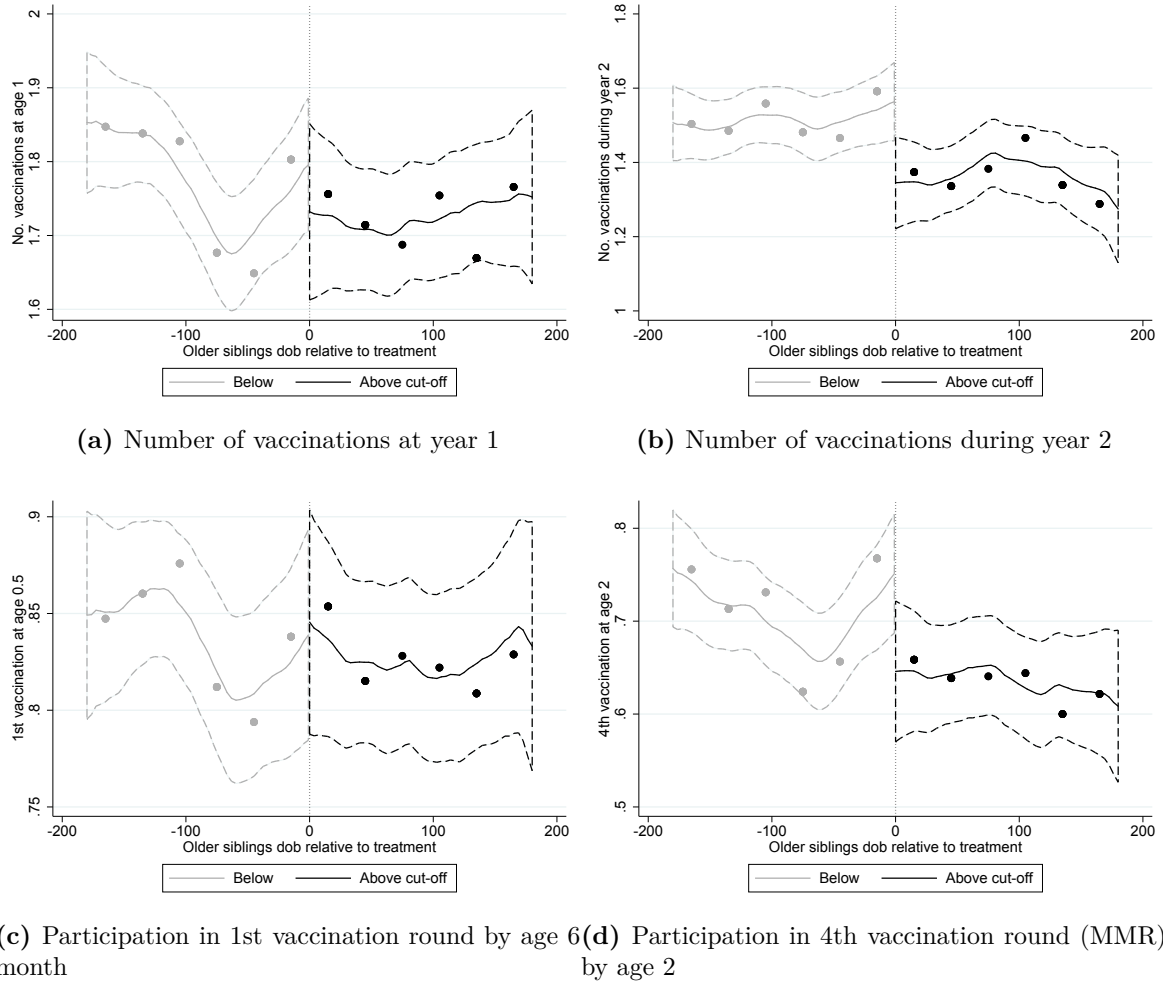 No. vaccinations at age 1
2
1.9
1.8
1.7
1.6
-200 -100 0 100 200
Older siblings dob relative to treatment
Below Above cut-off
(a) Number of vaccinations at year 1
No. vaccinations during year 2
1.8
1.6
1.4
1.2
1
-200 -100 0 100 200
Older siblings dob relative to treatment
Below Above cut-off
(b) Number of vaccinations during year 2
1st vaccination at age 0.5
.9
.85
.8
.75
-200 -100 0 100 200
Older siblings dob relative to treatment
Below Above cut-off
(c) Participation in 1st vaccination round by age 6
month
4th vaccination at age 2
.8
.7
.6
.5
-200 -100 0 100 200
Older siblings dob relative to treatment
Below Above cut-off
(d) Participation in 4th vaccination round (MMR)
by age 2